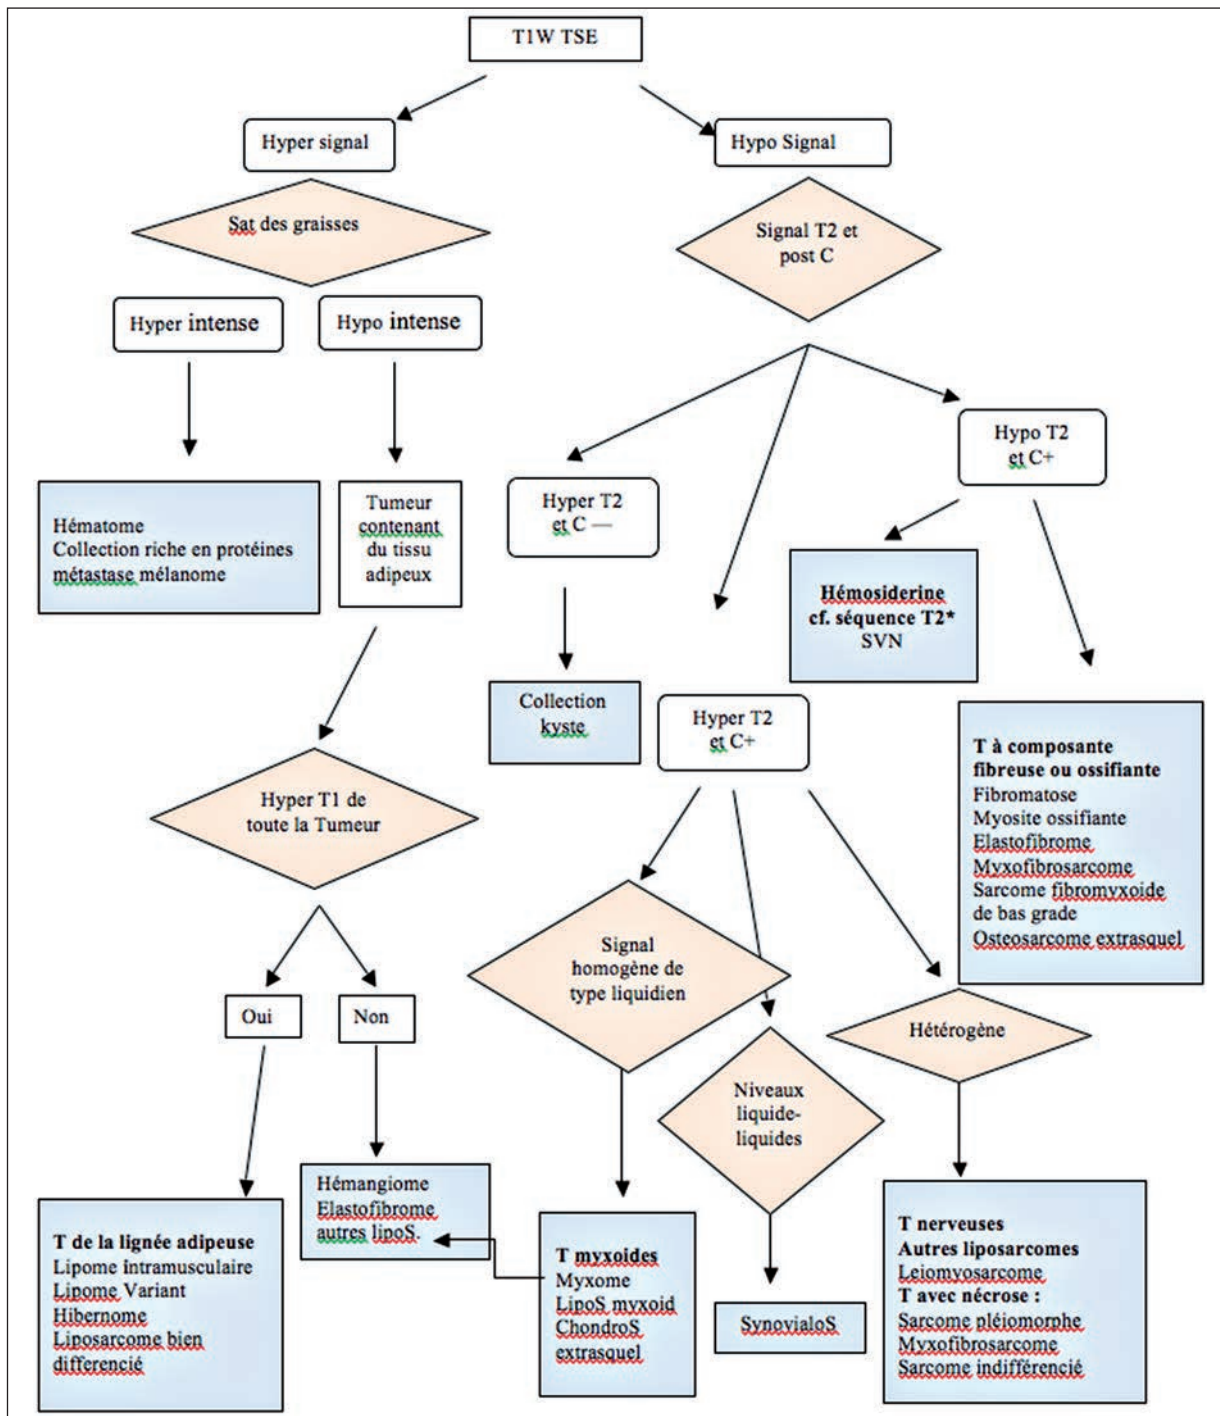 T1W TSE
Hyper signal
Hypo Signal
Sat des graisses
Signal T2 et
post C
Hyper intense
Hypo intense
Hypo T2
et C+
Hyper T2
et C —
Hématome
Collection riche en protéines
métastase mélanome
Tumeur
contenant
du tissu
adipeux
Hémosiderine
cf. séquence T2*
SVN
Collection
kyste
Hyper T2
et C+
T à composante
fibreuse ou ossifiante
Fibromatose
Myosite ossifiante
Elastofibrome
Myxofibrosarcome
Sarcome fibromyxoide
de bas grade
Osteosarcome extrasquel
Hyper T1 de
toute la Tumeur
Signal
homogène de
type liquidien
Oui
Non
Hétérogène
Niveaux
liquide-
liquides
Hémangiome
Elastofibrome
autres lipoS.
T de la lignée adipeuse
Lipome intramusculaire
Lipome Variant
Hibernome
Liposarcome bien
differencié
T myxoides
Myxome
LipoS myxoid
ChondroS
extrasquel
SynovialoS
T nerveuses
Autres liposarcomes
Leiomyosarcome
T avec nécrose :
Sarcome pléiomorphe
Myxofibrosarcome
Sarcome indifférencié